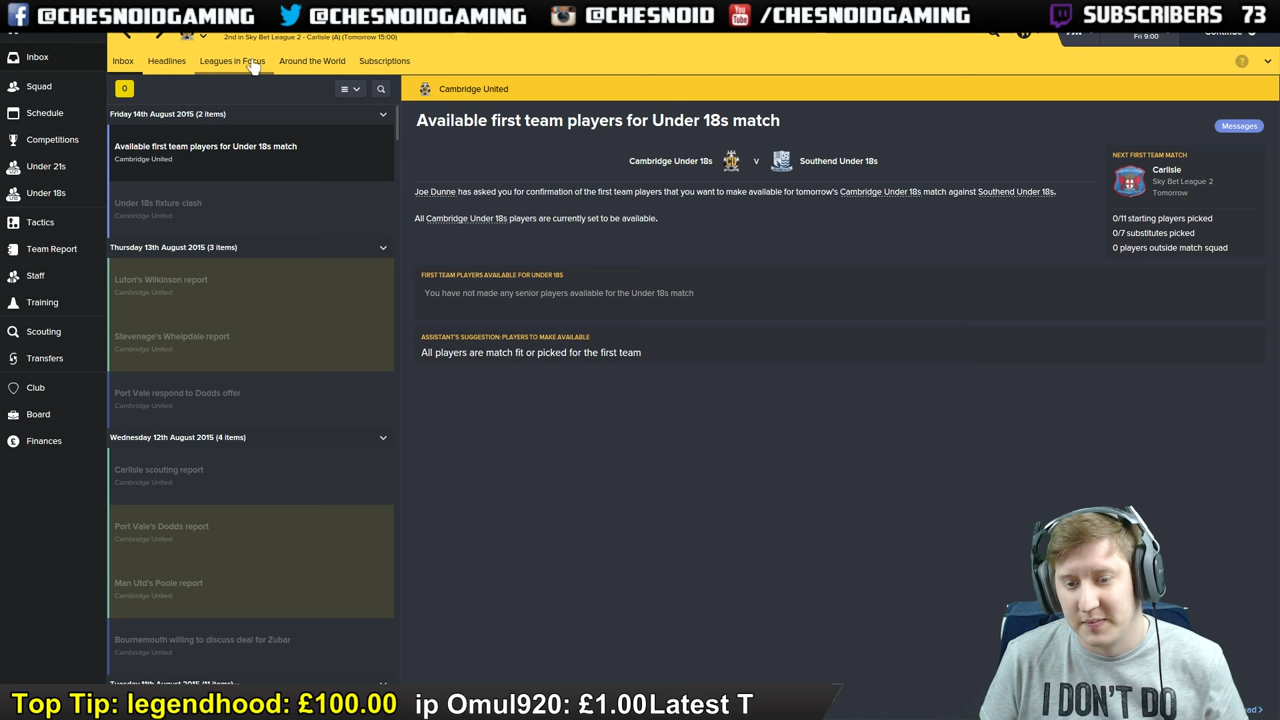 @CHESNOIDGAMING @CHESNOIDGAMING @CHESNOID /CHESNOIDGAMING SUBSCRIBERS 73
2nd in Sky Bet League 2 - Carlisle (A) (Tomorrow 15:00)
Fri 9:00
Inbox Headlines Leagues in Focus Around the World Subscriptions
Inbox
Squad
Schedule
Competitions
Under 21s
Under 18s
Tactics
Team Report
Staff
Training
Scouting
Transfers
Club
Board
Finances
0
Friday 14th August 2015 (2 items)
Available first team players for Under 18s match
Cambridge United
Under 18s fixture clash
Cambridge United
Thursday 13th August 2015 (3 items)
Luton's Wilkinson report
Cambridge United
Stevenage's Whelpdale report
Cambridge United
Port Vale respond to Dodds offer
Cambridge United
Wednesday 12th August 2015 (4 items)
Carlisle scouting report
Cambridge United
Port Vale's Dodds report
Cambridge United
Man Utd's Poole report
Cambridge United
Bournemouth willing to discuss deal for Zubar
Cambridge United
Cambridge United
Available first team players for Under 18s match
Messages
Cambridge Under 18s v Southend Under 18s
Joe Dunne has asked you for confirmation of the first team players that you want to make available for tomorrow's Cambridge Under 18s match against Southend Under 18s.
All Cambridge Under 18s players are currently set to be available.
NEXT FIRST TEAM MATCH
Carlisle
Sky Bet League 2
Tomorrow
0/11 starting players picked
0/7 substitutes picked
0 players outside match squad
FIRST TEAM PLAYERS AVAILABLE FOR UNDER 18S
You have not made any senior players available for the Under 18s match
ASSISTANT'S SUGGESTION: PLAYERS TO MAKE AVAILABLE
All players are match fit or picked for the first team
I DON'T DO
Top Tip: legendhood: £100.00 ip Omul920: £1.00Latest T